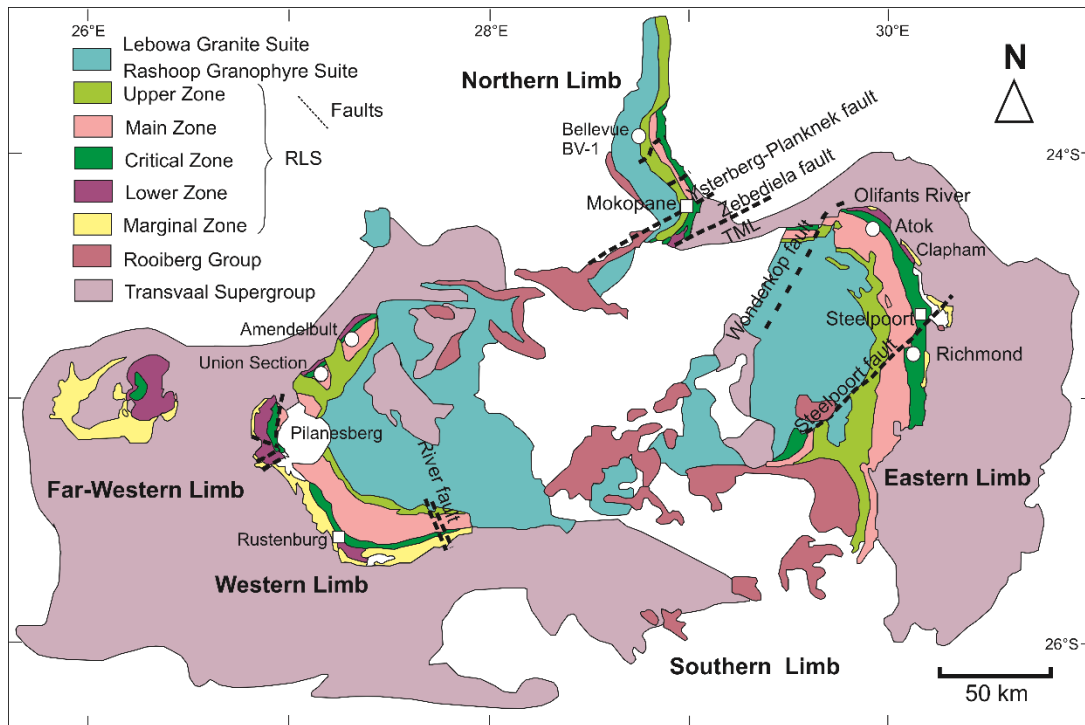 26°E
28°E
30°E
Lebowa Granite Suite
Rashoop Granophyre Suite
Upper Zone
Main Zone
Critical Zone
Lower Zone
Marginal Zone
Rooiberg Group
Transvaal Supergroup
Faults
RLS
Northern Limb
N
24°S
Bellevue
BV-1
Mokopane
Ysterberg-Planknek fault
Zebediela fault
TML
Olifants River
Atok
Clapham
Wonderkop fault
Steelpoort
Richmond
Steelpoort fault
Amendelbult
Union Section
Pilanesberg
River fault
Far-Western Limb
Eastern Limb
Rustenburg
Western Limb
Southern Limb
26°S
50 km